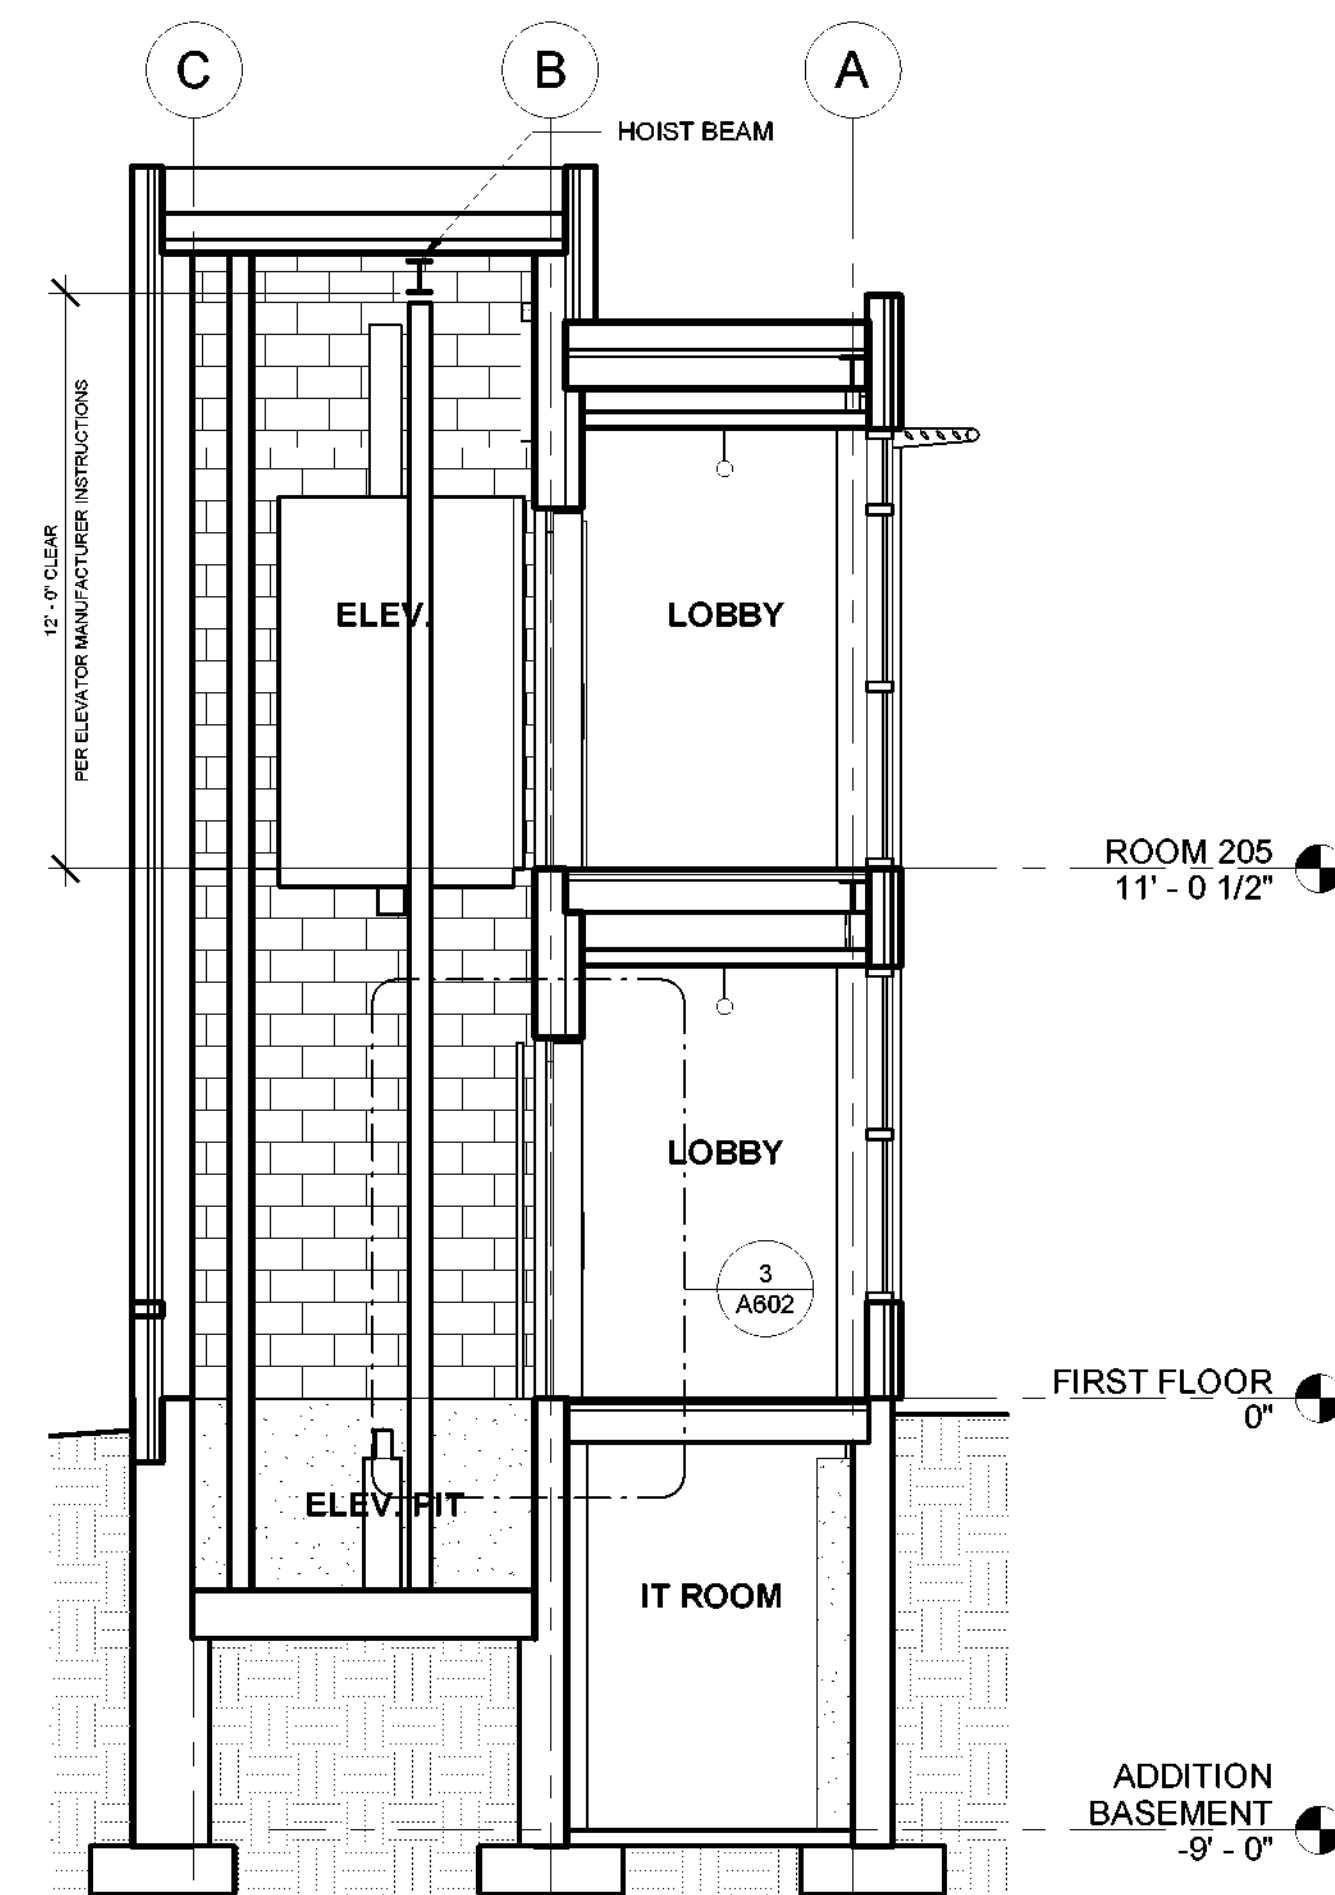 C
B
A
HOIST BEAM
12' - 0" CLEAR
PER ELEVATOR MANUFACTURER INSTRUCTIONS
ELEV.
LOBBY
ROOM 205
11' - 0 1/2"
LOBBY
3
A602
FIRST FLOOR
0"
ELEV. PIT
IT ROOM
ADDITION
BASEMENT
-9' - 0"